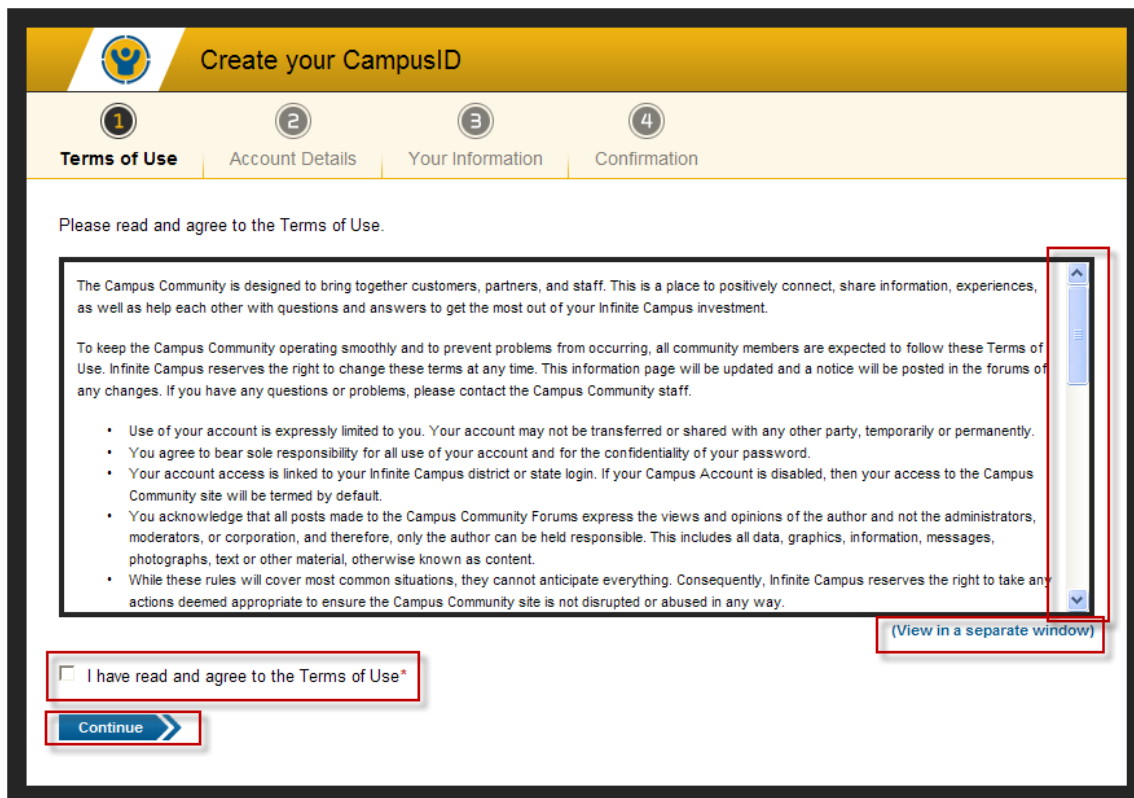 Create your CampusID
1 2 3 4
Terms of Use Account Details Your Information Confirmation
Please read and agree to the Terms of Use.
The Campus Community is designed to bring together customers, partners, and staff. This is a place to positively connect, share information, experiences,
as well as help each other with questions and answers to get the most out of your Infinite Campus investment.
To keep the Campus Community operating smoothly and to prevent problems from occurring, all community members are expected to follow these Terms of
Use. Infinite Campus reserves the right to change these terms at any time. This information page will be updated and a notice will be posted in the forums of
any changes. If you have any questions or problems, please contact the Campus Community staff.
• Use of your account is expressly limited to you. Your account may not be transferred or shared with any other party, temporarily or permanently.
• You agree to bear sole responsibility for all use of your account and for the confidentiality of your password.
• Your account access is linked to your Infinite Campus district or state login. If your Campus Account is disabled, then your access to the Campus
Community site will be termed by default.
• You acknowledge that all posts made to the Campus Community Forums express the views and opinions of the author and not the administrators,
moderators, or corporation, and therefore, only the author can be held responsible. This includes all data, graphics, information, messages,
photographs, text or other material, otherwise known as content.
• While these rules will cover most common situations, they cannot anticipate everything. Consequently, Infinite Campus reserves the right to take any
actions deemed appropriate to ensure the Campus Community site is not disrupted or abused in any way.
(View in a separate window)
I have read and agree to the Terms of Use*
Continue